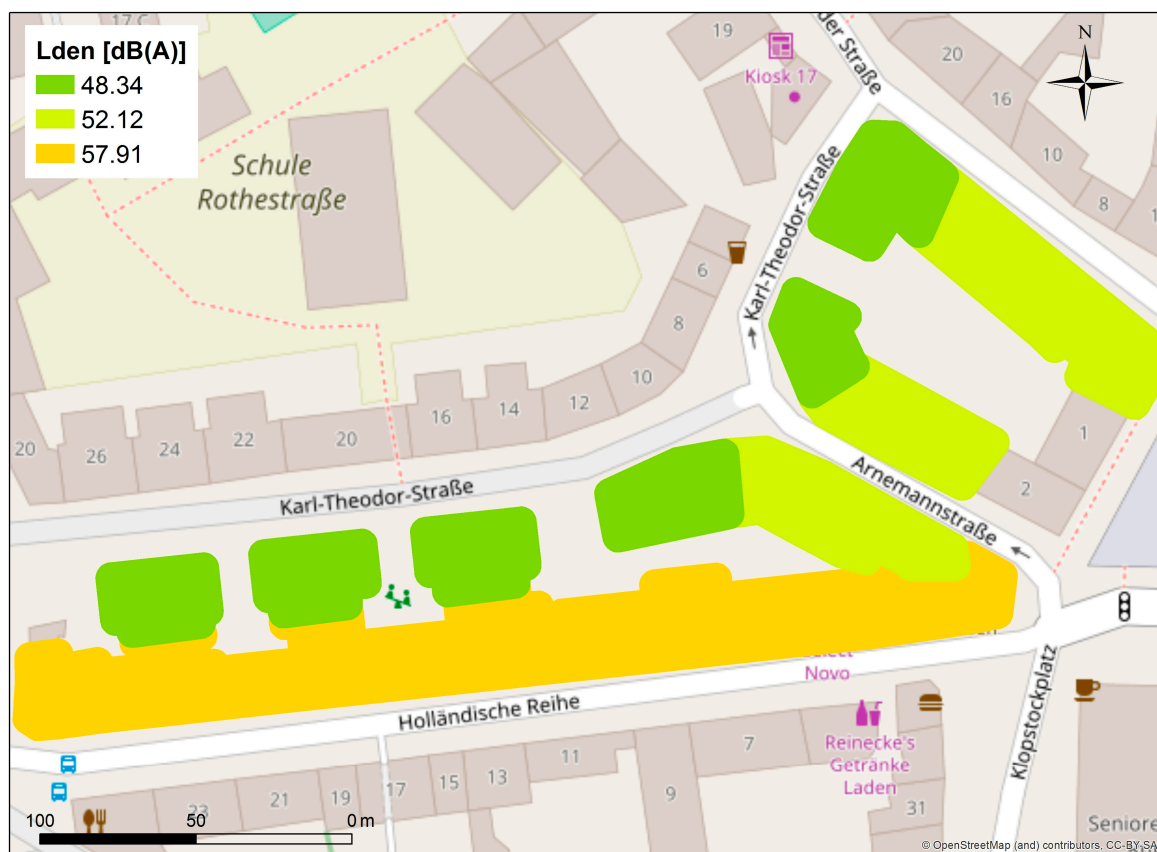 17 C
Lden [dB(A)]
48.34
52.12
57.91
Schule
Rothestraße
19
Kiosk 17
der Straße
20
N
16
10
8
Karl-Theodor-Straße
6
8
10
12
14
16
20
22
24
26
20
1
2
Karl-Theodor-Straße
Arnemannstraße
Novo
Holländische Reihe
Klopstockplatz
Reinecke's
Getränke
Laden
7
11
9
13
15
17
19
21
23
31
Seniore
100 50 0 m
© OpenStreetMap (and) contributors, CC-BY-SA